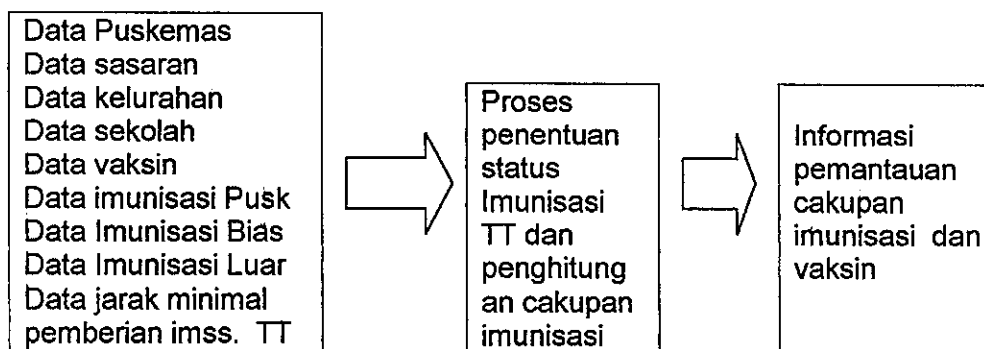 Data Puskemas
Data sasaran
Data kelurahan
Data sekolah
Data vaksin
Data imunisasi Pusk
Data Imunisasi Bias
Data Imunisasi Luar
Data jarak minimal
pemberian imss. TT
Proses
penentuan
status
Imunisasi
TT dan
penghitung
an cakupan
imunisasi
Informasi
pemantauan
cakupan
imunisasi dan
vaksin